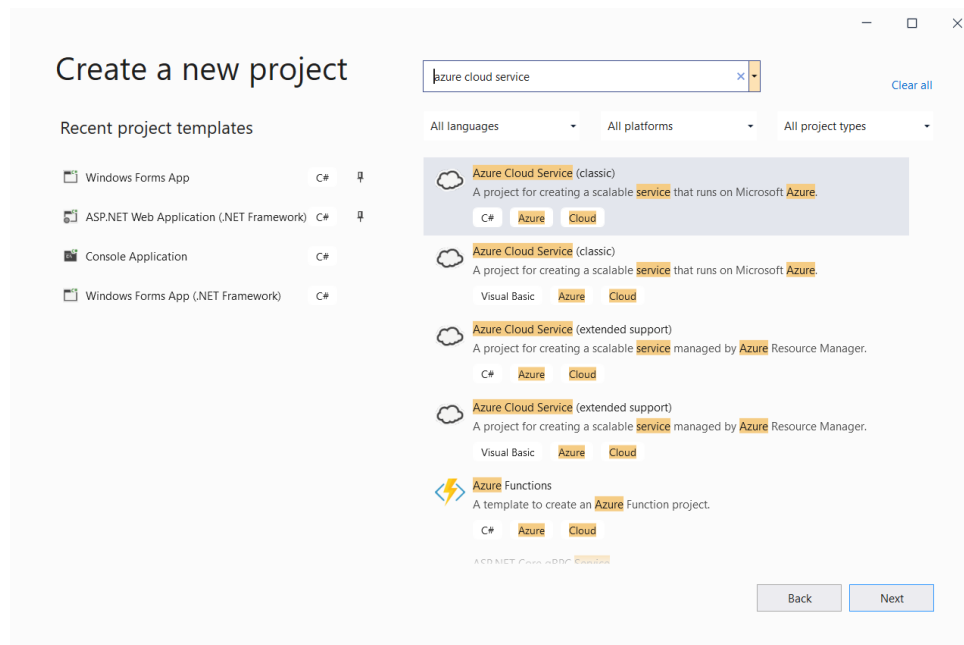 Create a new project
Recent project templates
Windows Forms App C#
ASP.NET Web Application (.NET Framework) C#
Console Application C#
Windows Forms App (.NET Framework) C#
azure cloud service
Clear all
All languages All platforms All project types
Azure Cloud Service (classic)
A project for creating a scalable service that runs on Microsoft Azure.
C# Azure Cloud
Azure Cloud Service (classic)
A project for creating a scalable service that runs on Microsoft Azure.
Visual Basic Azure Cloud
Azure Cloud Service (extended support)
A project for creating a scalable service managed by Azure Resource Manager.
C# Azure Cloud
Azure Cloud Service (extended support)
A project for creating a scalable service managed by Azure Resource Manager.
Visual Basic Azure Cloud
Azure Functions
A template to create an Azure Function project.
C# Azure Cloud
ASP.NET Core gRPC Service
Back Next